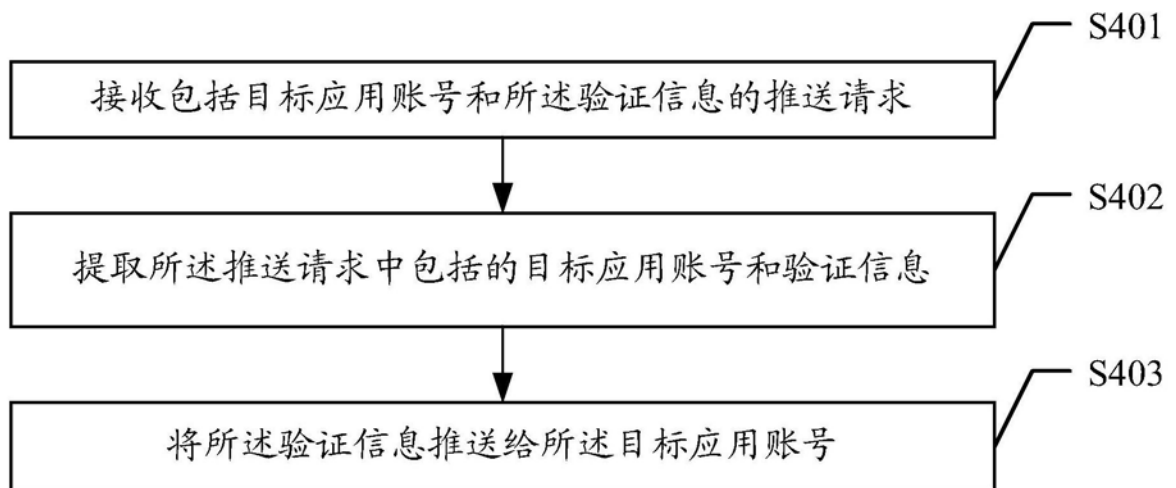 S401
接收包括目标应用账号和所述验证信息的推送请求
S402
提取所述推送请求中包括的目标应用账号和验证信息
S403
将所述验证信息推送给所述目标应用账号